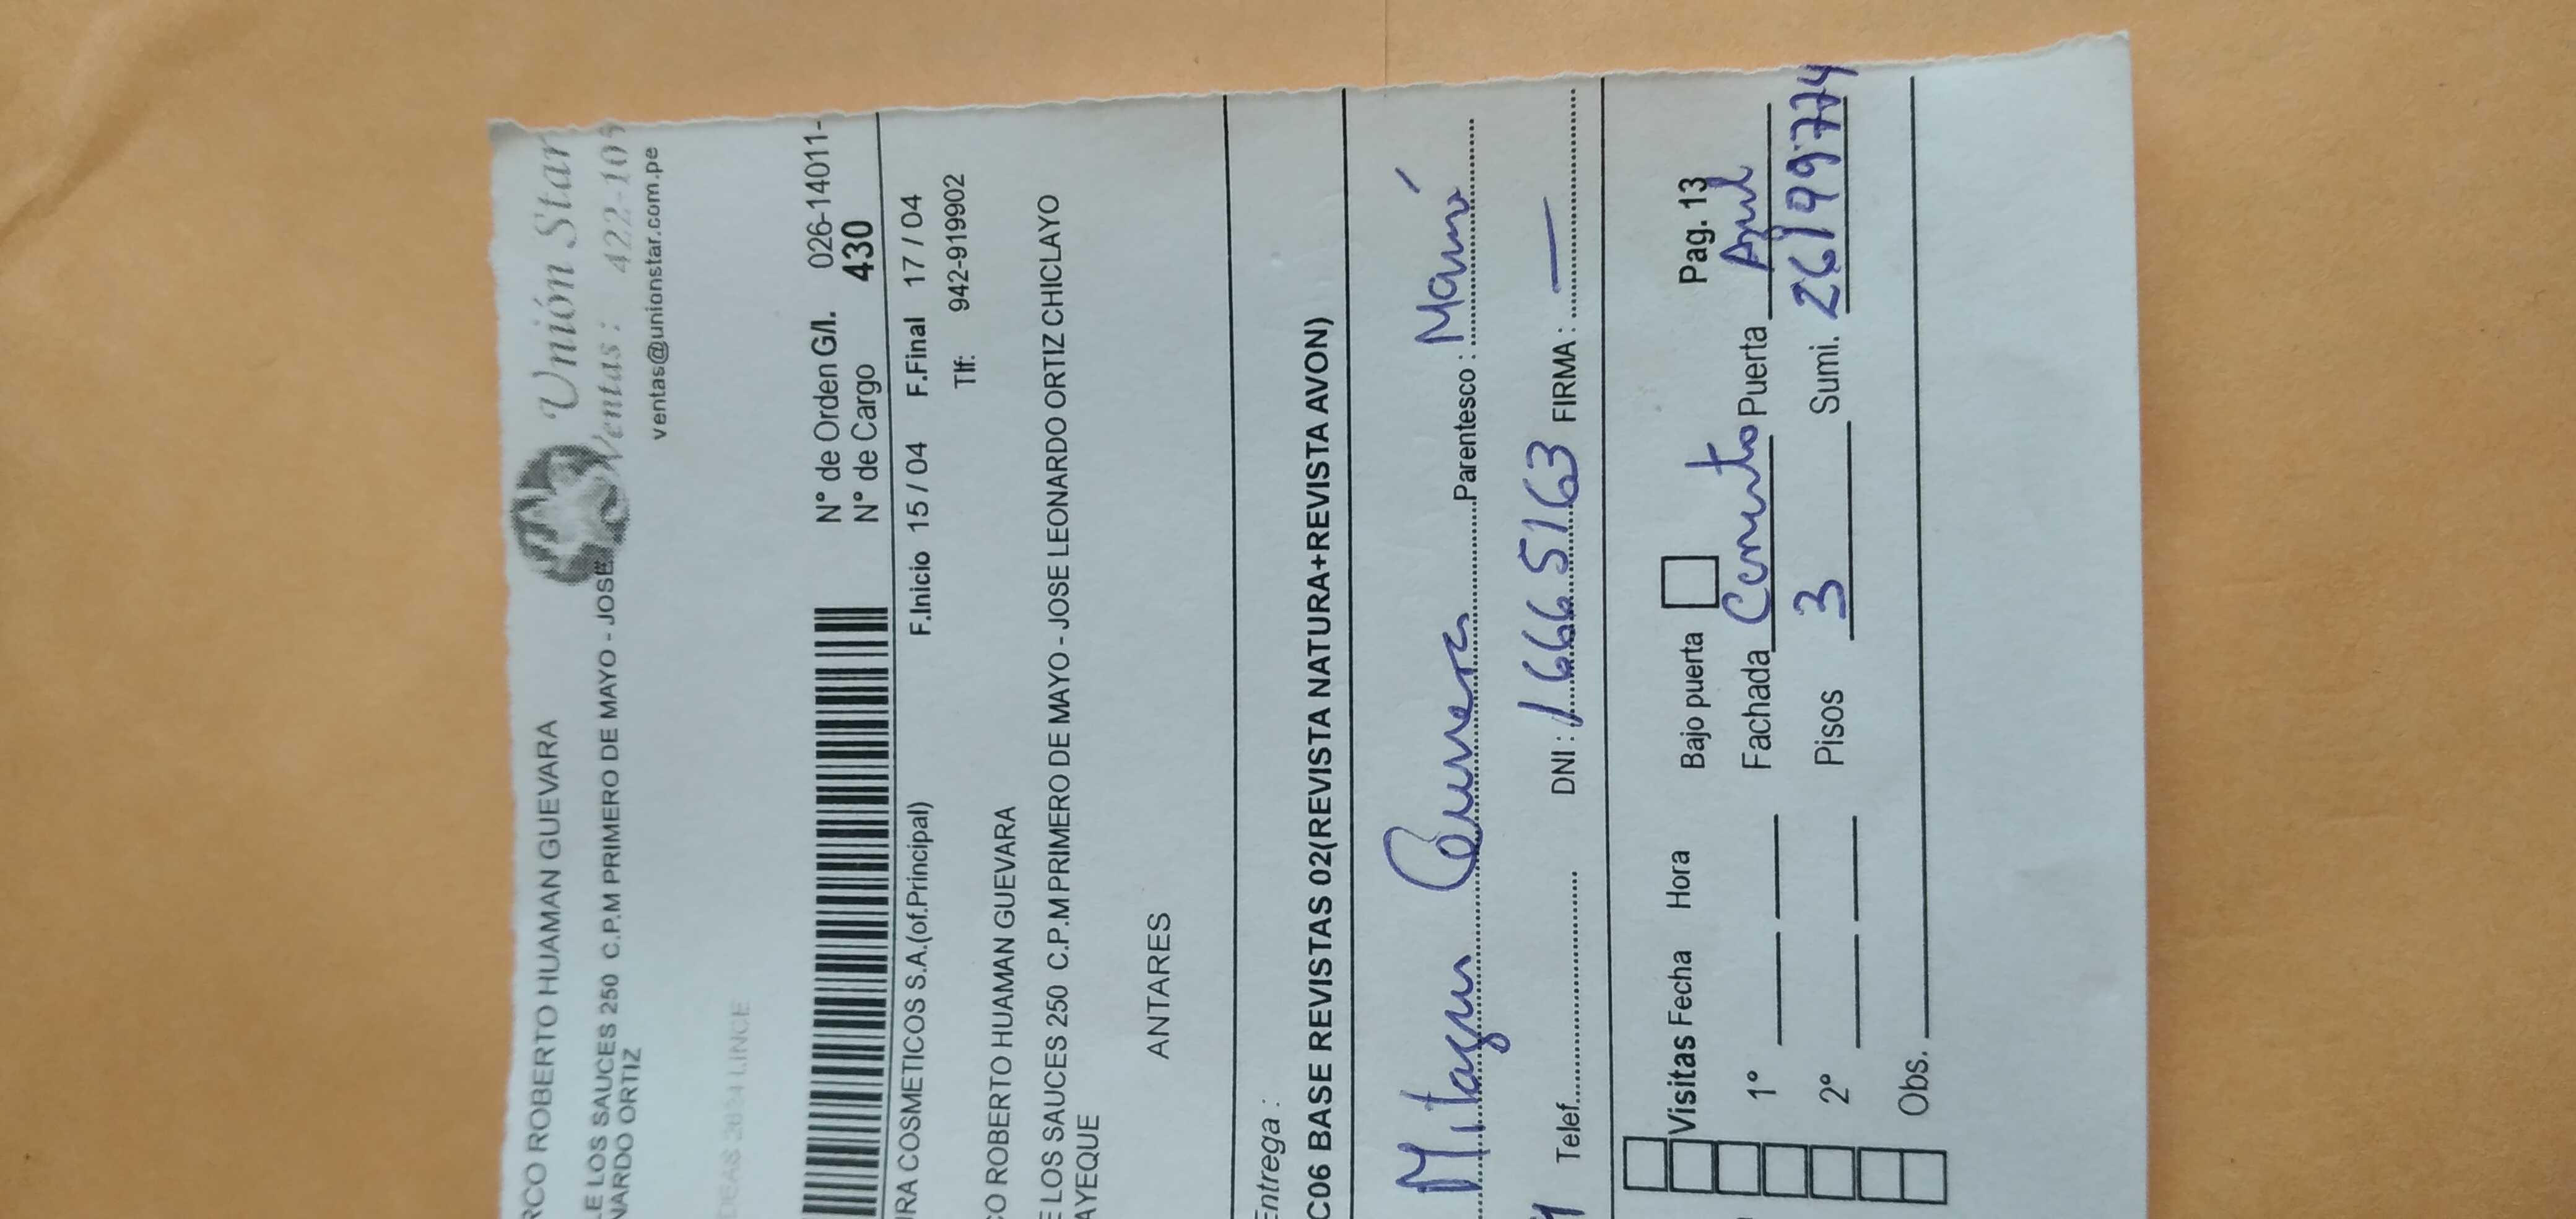 RCO ROBERTO HUAMAN GUEVARA
Unión Star
E LOS SAUCES 250 C.P.M PRIMERO DE MAYO - JOSE
NARDO ORTIZ
Ventas: 422-10
ventas@unionstar.com.pe
LINCE
N° de Orden G/I. 026-14011-
N° de Cargo 430
RA COSMETICOS S.A.(of.Principal) F.Inicio 15 / 04 F.Final 17 / 04
Tlf: 942-919902
O ROBERTO HUAMAN GUEVARA
E LOS SAUCES 250 C.P.M PRIMERO DE MAYO - JOSE LEONARDO ORTIZ CHICLAYO
AYEQUE
ANTARES
Entrega :
C06 BASE REVISTAS 02(REVISTA NATURA+REVISTA AVON)
Parentesco : Mamá
Telef. DNI : 16665163 FIRMA :
Visitas Fecha Hora Bajo puerta Pag. 13
1° Fachada Cemento Puerta Azul
2° Pisos 3 Sumi. 26199774
Obs.